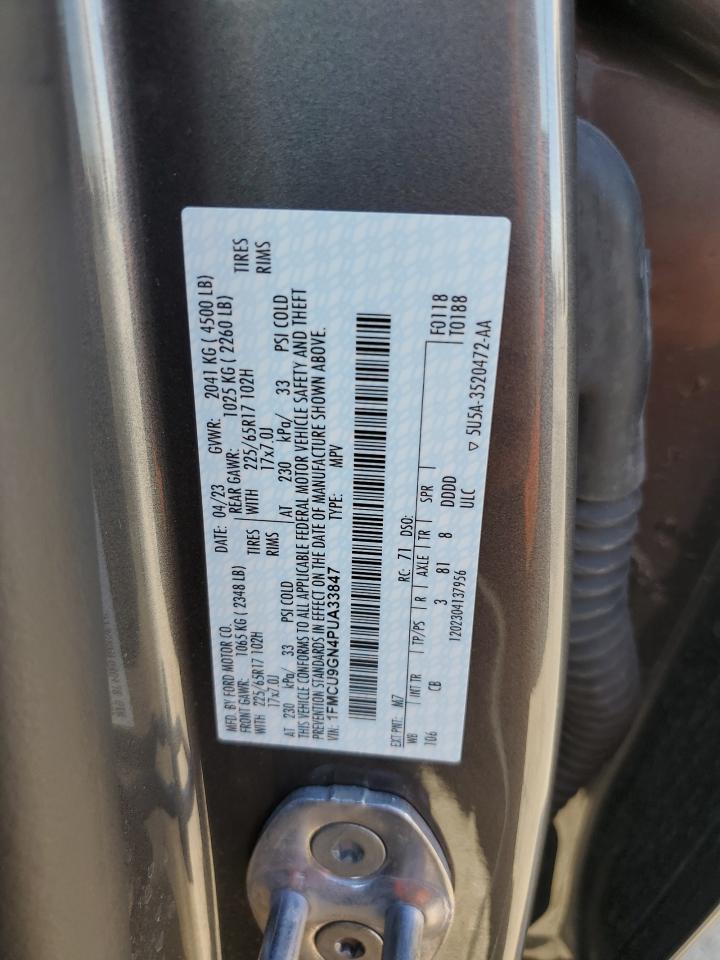 MFD. BY FORD MOTOR CO. DATE: 04/23 GVWR: 2041 KG ( 4500 LB)
FRONT GAWR: 1065 KG ( 2348 LB) REAR GAWR: 1025 KG ( 2260 LB)
WITH 225/65R17 102H TIRES WITH 225/65R17 102H TIRES
17x7.0J RIMS 17x7.0J RIMS
AT 230 kPa/ 33 PSI COLD AT 230 kPa/ 33 PSI COLD
THIS VEHICLE CONFORMS TO ALL APPLICABLE FEDERAL MOTOR VEHICLE SAFETY AND THEFT
PREVENTION STANDARDS IN EFFECT ON THE DATE OF MANUFACTURE SHOWN ABOVE.
VIN: 1FMCU9GN4PUA33847 TYPE: MPV
EXT PNT: M7 RC: 71 DSO: F0118
WB INT TR TP/PS R AXLE TR SPR T0188
106 CB 3 81 8 DDDD
1202304137956 ULC ▽ 5U5A-3520472-AA